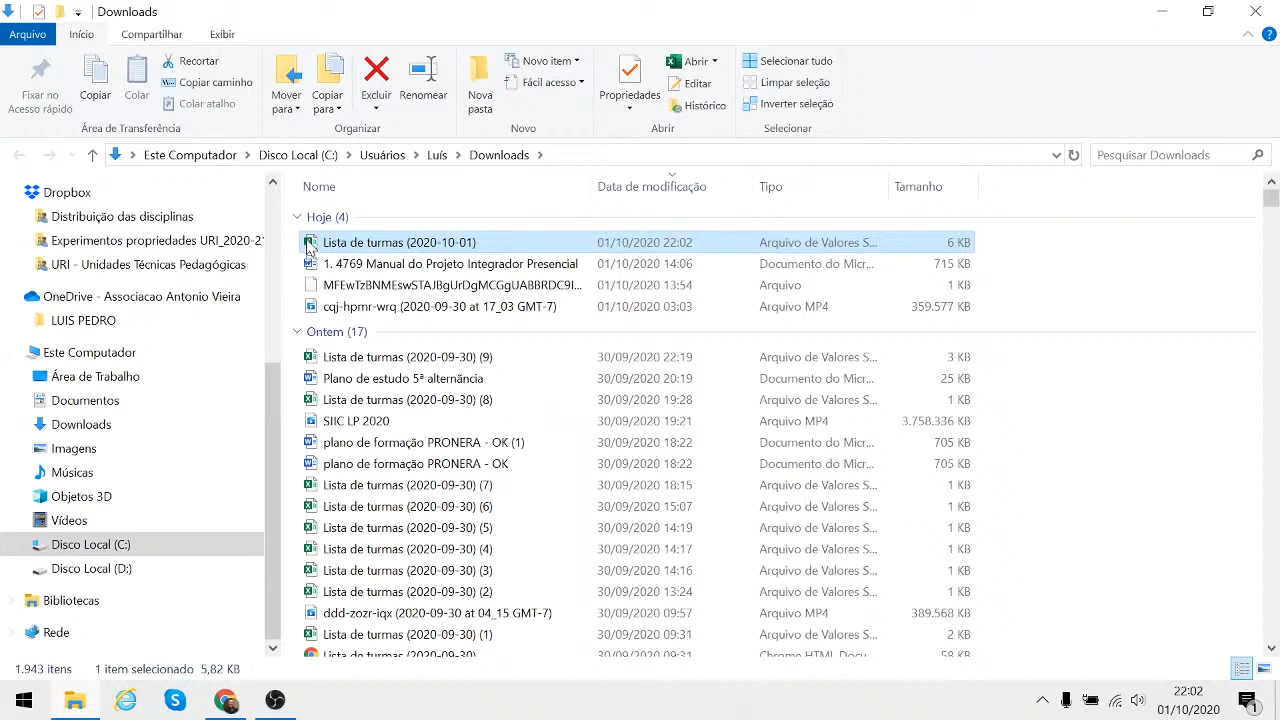 Downloads
Arquivo Início Compartilhar Exibir
Fixar no Acesso rápido
Copiar
Colar
Recortar
Copiar caminho
Colar atalho
Área de Transferência
Mover para
Copiar para
Excluir
Renomear
Organizar
Nova pasta
Novo item
Fácil acesso
Novo
Propriedades
Abrir
Editar
Histórico
Abrir
Selecionar tudo
Limpar seleção
Inverter seleção
Selecionar
Este Computador > Disco Local (C:) > Usuários > Luís > Downloads >
Pesquisar Downloads
Dropbox
Distribuição das disciplinas
Experimentos propriedades URI_2020-21
URI - Unidades Técnicas Pedagógicas
OneDrive - Associacao Antonio Vieira
LUIS PEDRO
Este Computador
Área de Trabalho
Documentos
Downloads
Imagens
Músicas
Objetos 3D
Vídeos
Disco Local (C:)
Disco Local (D:)
Bibliotecas
Rede
Nome Data de modificação Tipo Tamanho
Hoje (4)
Lista de turmas (2020-10-01) 01/10/2020 22:02 Arquivo de Valores S... 6 KB
1. 4769 Manual do Projeto Integrador Presencial 01/10/2020 14:06 Documento do Micr... 715 KB
MFEwTzBNMEswSTAJBgUrDgMCGgUABBRDC9I... 01/10/2020 13:54 Arquivo 1 KB
cqj-hpmr-wrq (2020-09-30 at 17_03 GMT-7) 01/10/2020 03:03 Arquivo MP4 359.577 KB
Ontem (17)
Lista de turmas (2020-09-30) (9) 30/09/2020 22:19 Arquivo de Valores S... 3 KB
Plano de estudo 5ª alternãncia 30/09/2020 20:19 Documento do Micr... 25 KB
Lista de turmas (2020-09-30) (8) 30/09/2020 19:28 Arquivo de Valores S... 1 KB
SIIC LP 2020 30/09/2020 19:21 Arquivo MP4 3.758.336 KB
plano de formação PRONERA - OK (1) 30/09/2020 18:22 Documento do Micr... 705 KB
plano de formação PRONERA - OK 30/09/2020 18:22 Documento do Micr... 705 KB
Lista de turmas (2020-09-30) (7) 30/09/2020 18:15 Arquivo de Valores S... 1 KB
Lista de turmas (2020-09-30) (6) 30/09/2020 15:07 Arquivo de Valores S... 1 KB
Lista de turmas (2020-09-30) (5) 30/09/2020 14:19 Arquivo de Valores S... 1 KB
Lista de turmas (2020-09-30) (4) 30/09/2020 14:17 Arquivo de Valores S... 1 KB
Lista de turmas (2020-09-30) (3) 30/09/2020 14:16 Arquivo de Valores S... 1 KB
Lista de turmas (2020-09-30) (2) 30/09/2020 13:24 Arquivo de Valores S... 1 KB
ddd-zozr-iqx (2020-09-30 at 04_15 GMT-7) 30/09/2020 09:57 Arquivo MP4 389.568 KB
Lista de turmas (2020-09-30) (1) 30/09/2020 09:31 Arquivo de Valores S... 2 KB
Lista de turmas (2020-09-30) 30/09/2020 09:31 Chrome HTML Docu... 58 KB
1.943 itens 1 item selecionado 5,82 KB
22:02
01/10/2020
1